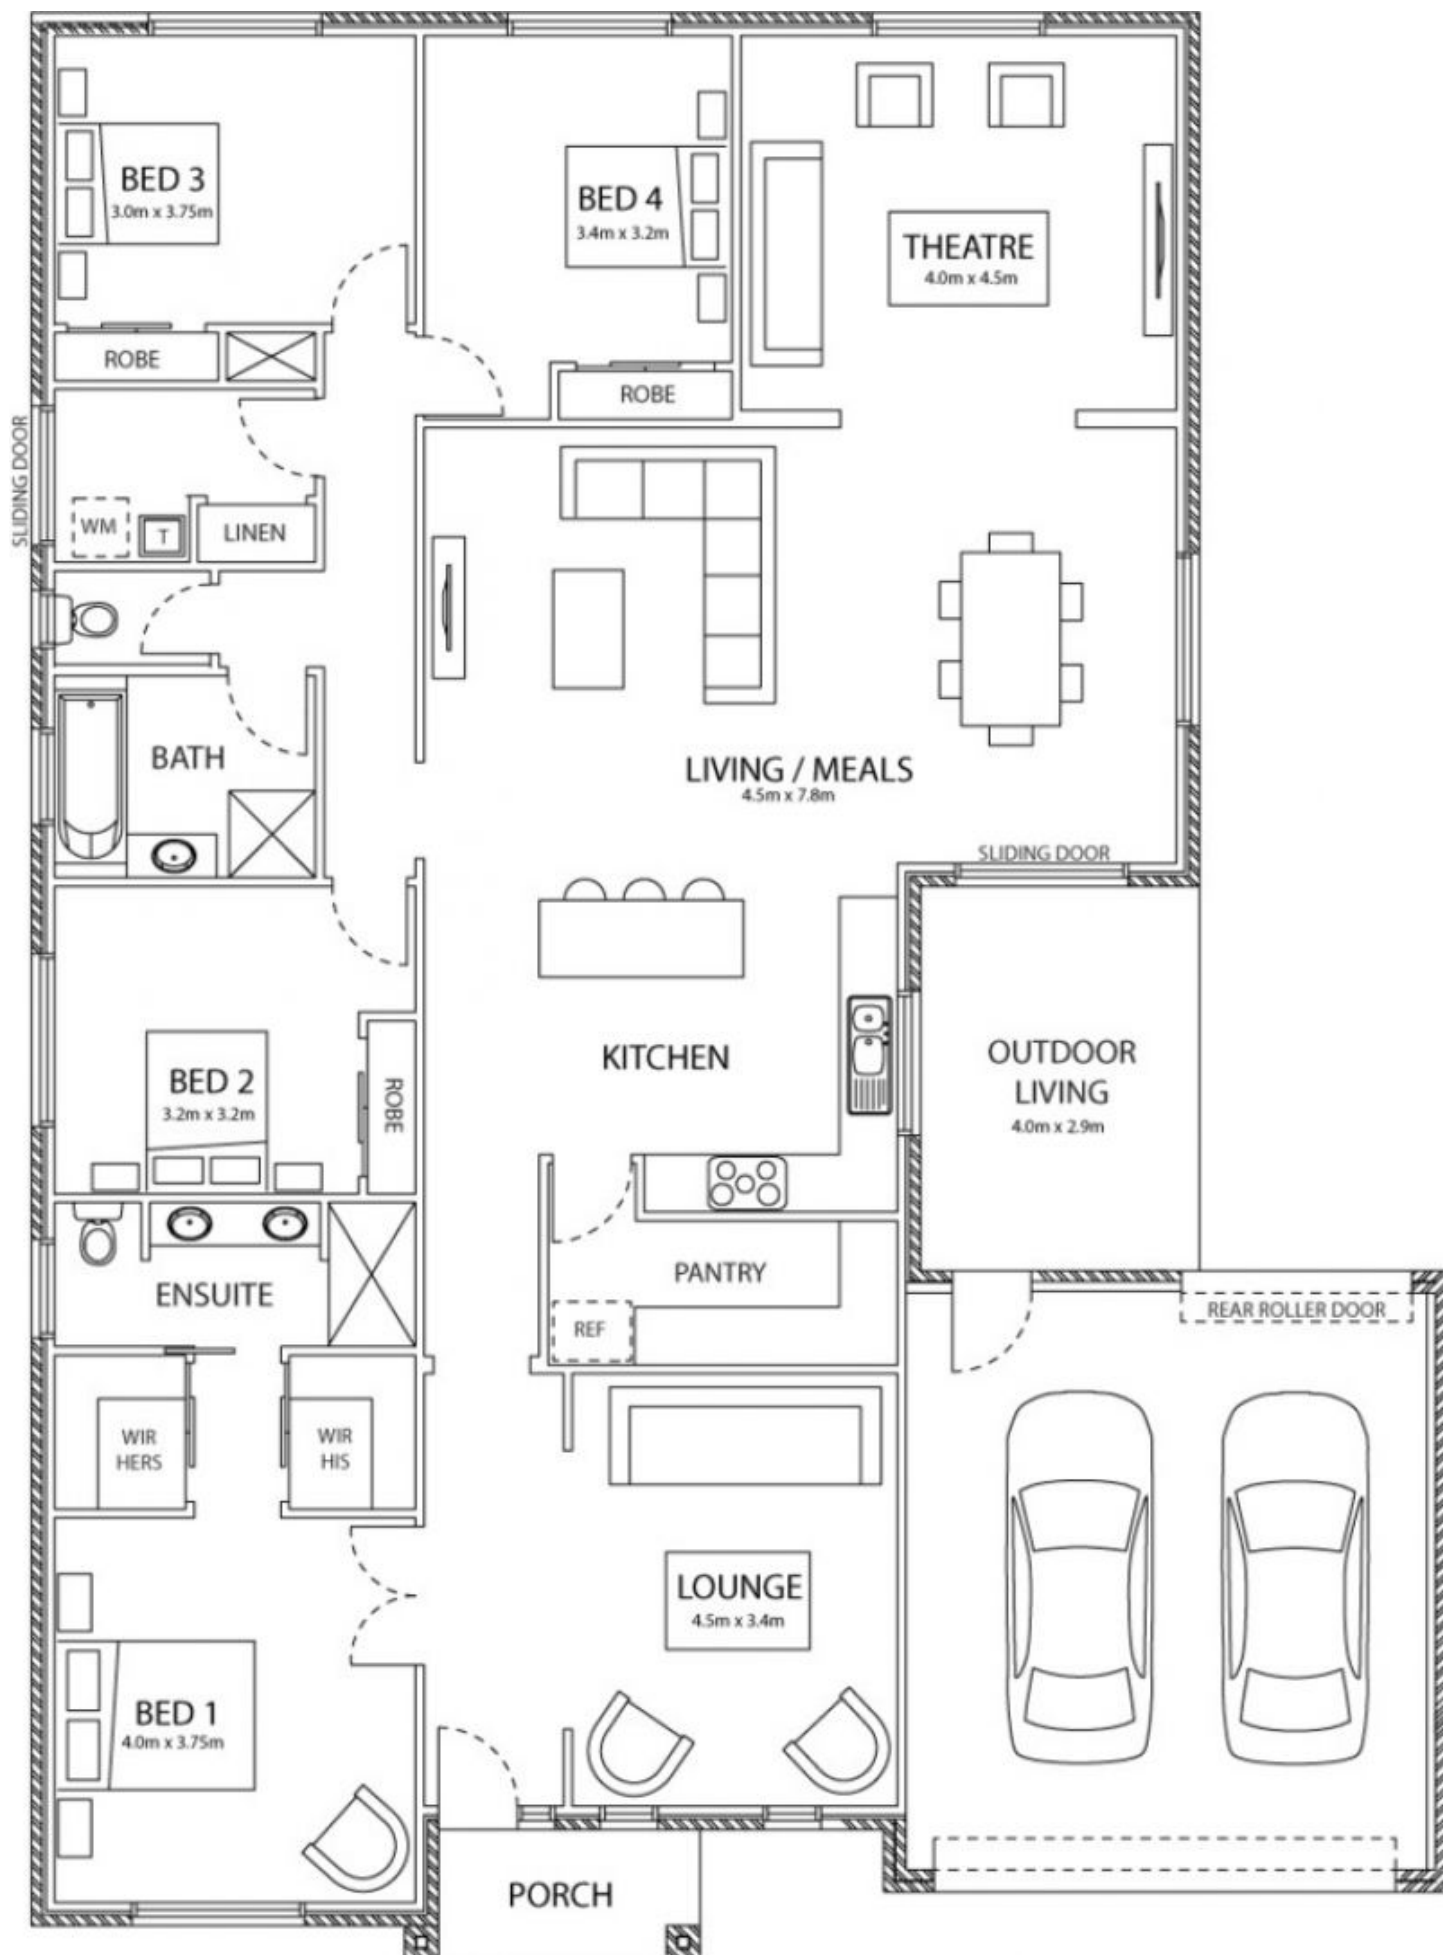 BED 3
3.0m x 3.75m
BED 4
3.4m x 3.2m
THEATRE
4.0m x 4.5m
ROBE
ROBE
SLIDING DOOR
WM
T
LINEN
BATH
LIVING / MEALS
4.5m x 7.8m
SLIDING DOOR
KITCHEN
OUTDOOR
LIVING
4.0m x 2.9m
BED 2
3.2m x 3.2m
ROBE
ENSUITE
PANTRY
REF
REAR ROLLER DOOR
WIR
HERS
WIR
HIS
LOUNGE
4.5m x 3.4m
BED 1
4.0m x 3.75m
PORCH